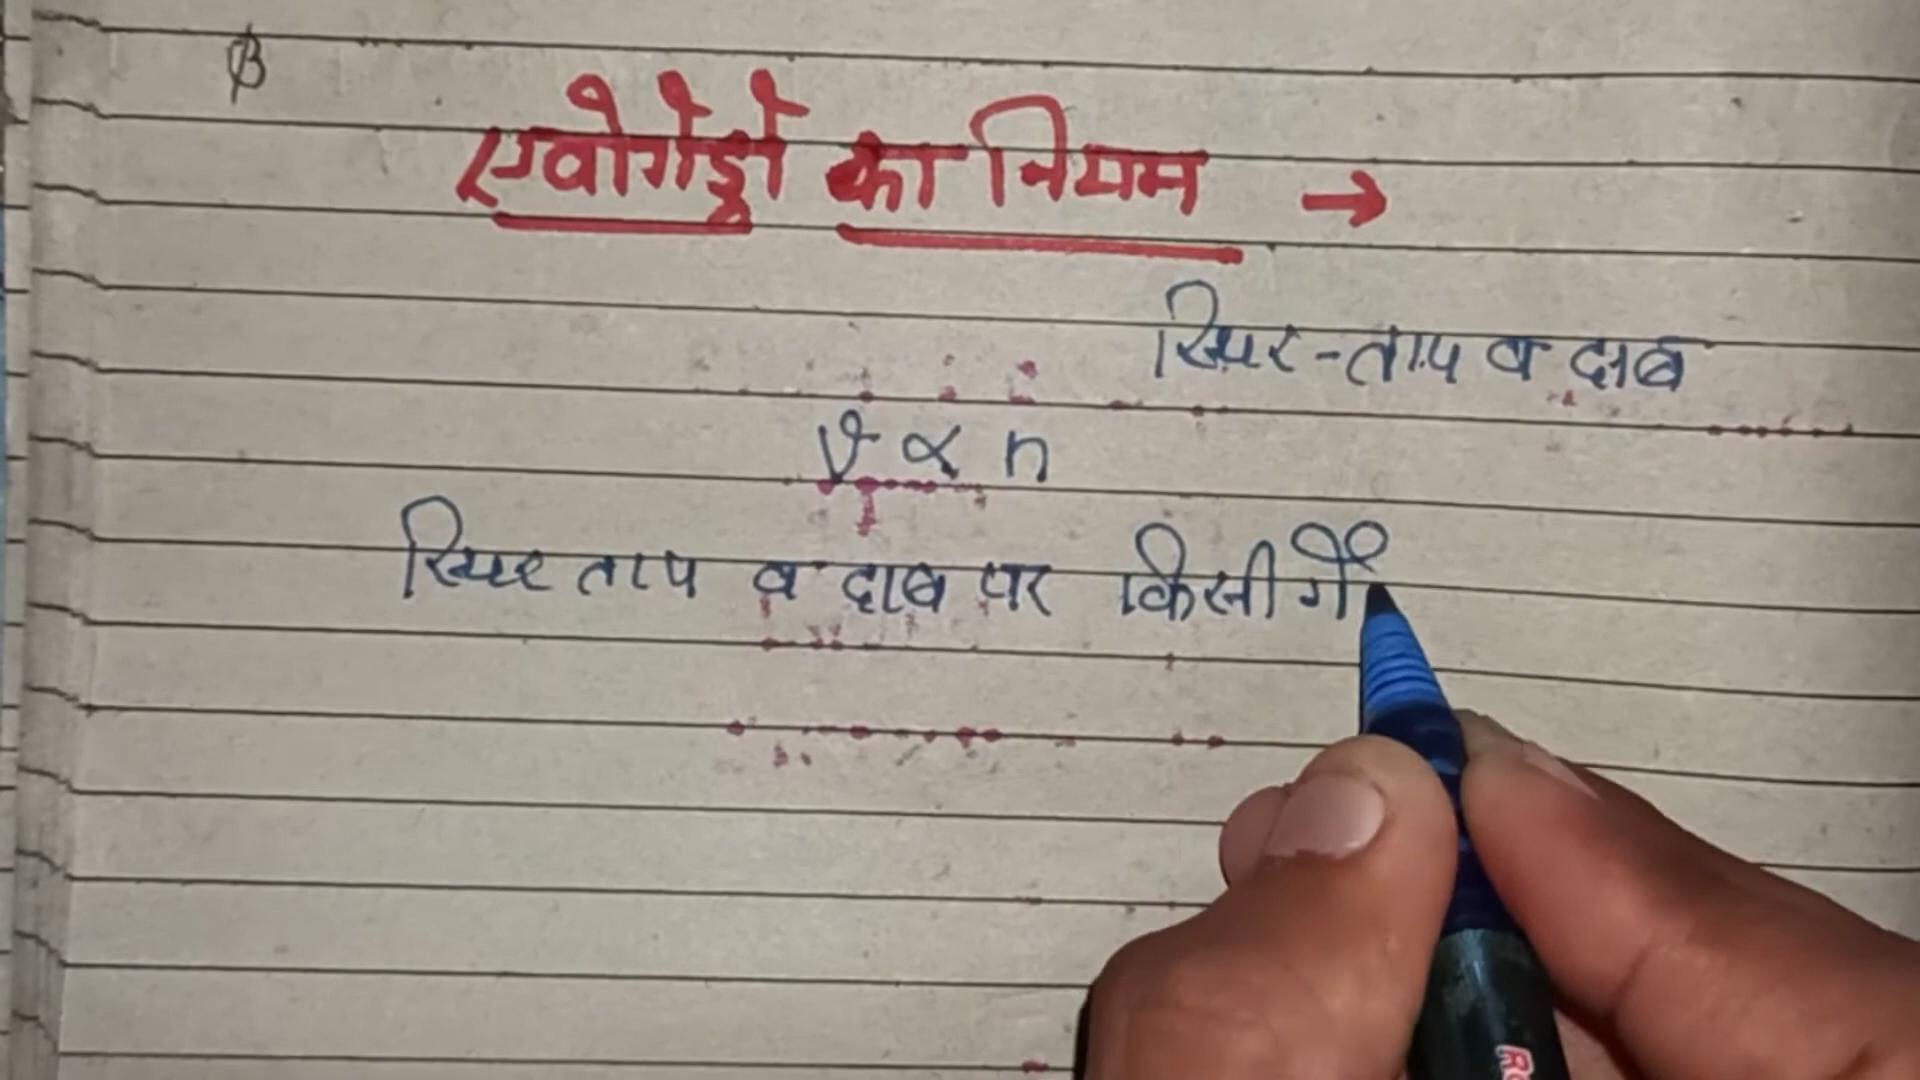 एवोगेड्रो का नियम →
स्थिर-ताप व दाब
V ∝ n
स्थिर ताप व दाब पर किसी गै